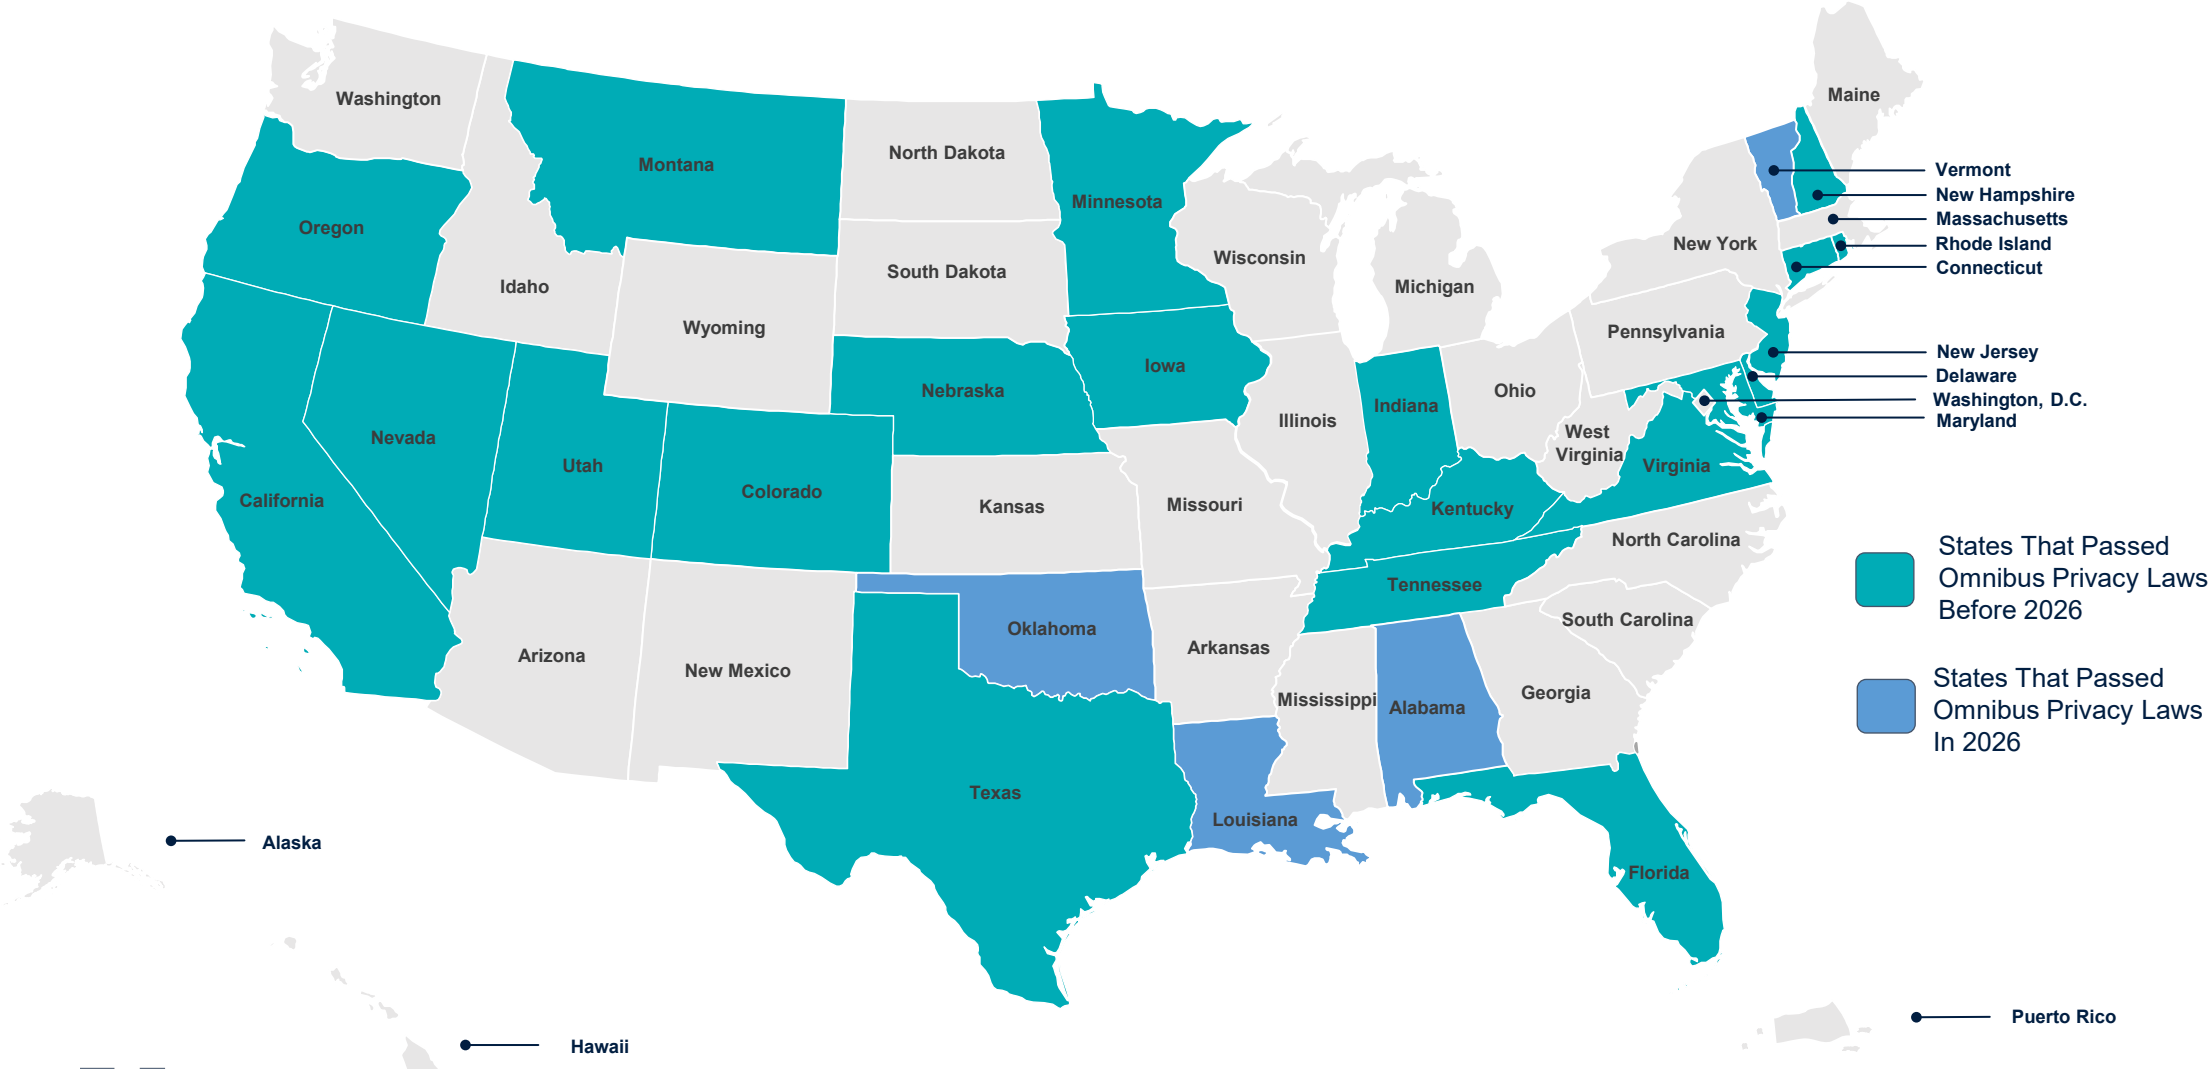 Washington
Maine
Montana
North Dakota
Vermont
New Hampshire
Minnesota
Massachusetts
Oregon
New York
Rhode Island
Wisconsin
Connecticut
South Dakota
Idaho
Michigan
Wyoming
Pennsylvania
New Jersey
Iowa
Delaware
Nebraska
Ohio
Washington, D.C.
Indiana
Illinois
Maryland
Nevada
West
Virginia
Utah
Virginia
Colorado
California
Kansas
Missouri
Kentucky
North Carolina
States That Passed
Omnibus Privacy Laws
Before 2026
Tennessee
South Carolina
Oklahoma
Arkansas
Arizona
New Mexico
States That Passed
Omnibus Privacy Laws
In 2026
Georgia
Mississippi
Alabama
Texas
Louisiana
Alaska
Florida
Puerto Rico
Hawaii